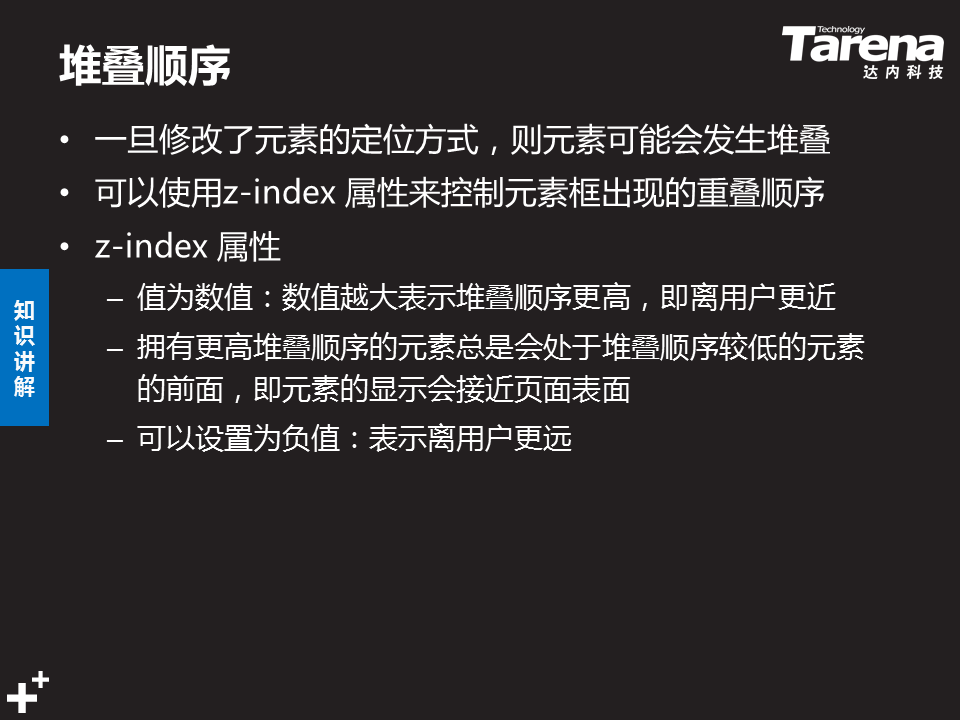 堆叠顺序
Technology
Tarena
达内科技
• 一旦修改了元素的定位方式，则元素可能会发生堆叠
• 可以使用z-index 属性来控制元素框出现的重叠顺序
• z-index 属性
– 值为数值：数值越大表示堆叠顺序更高，即离用户更近
– 拥有更高堆叠顺序的元素总是会处于堆叠顺序较低的元素
的前面，即元素的显示会接近页面表面
– 可以设置为负值：表示离用户更远
知
识
讲
解